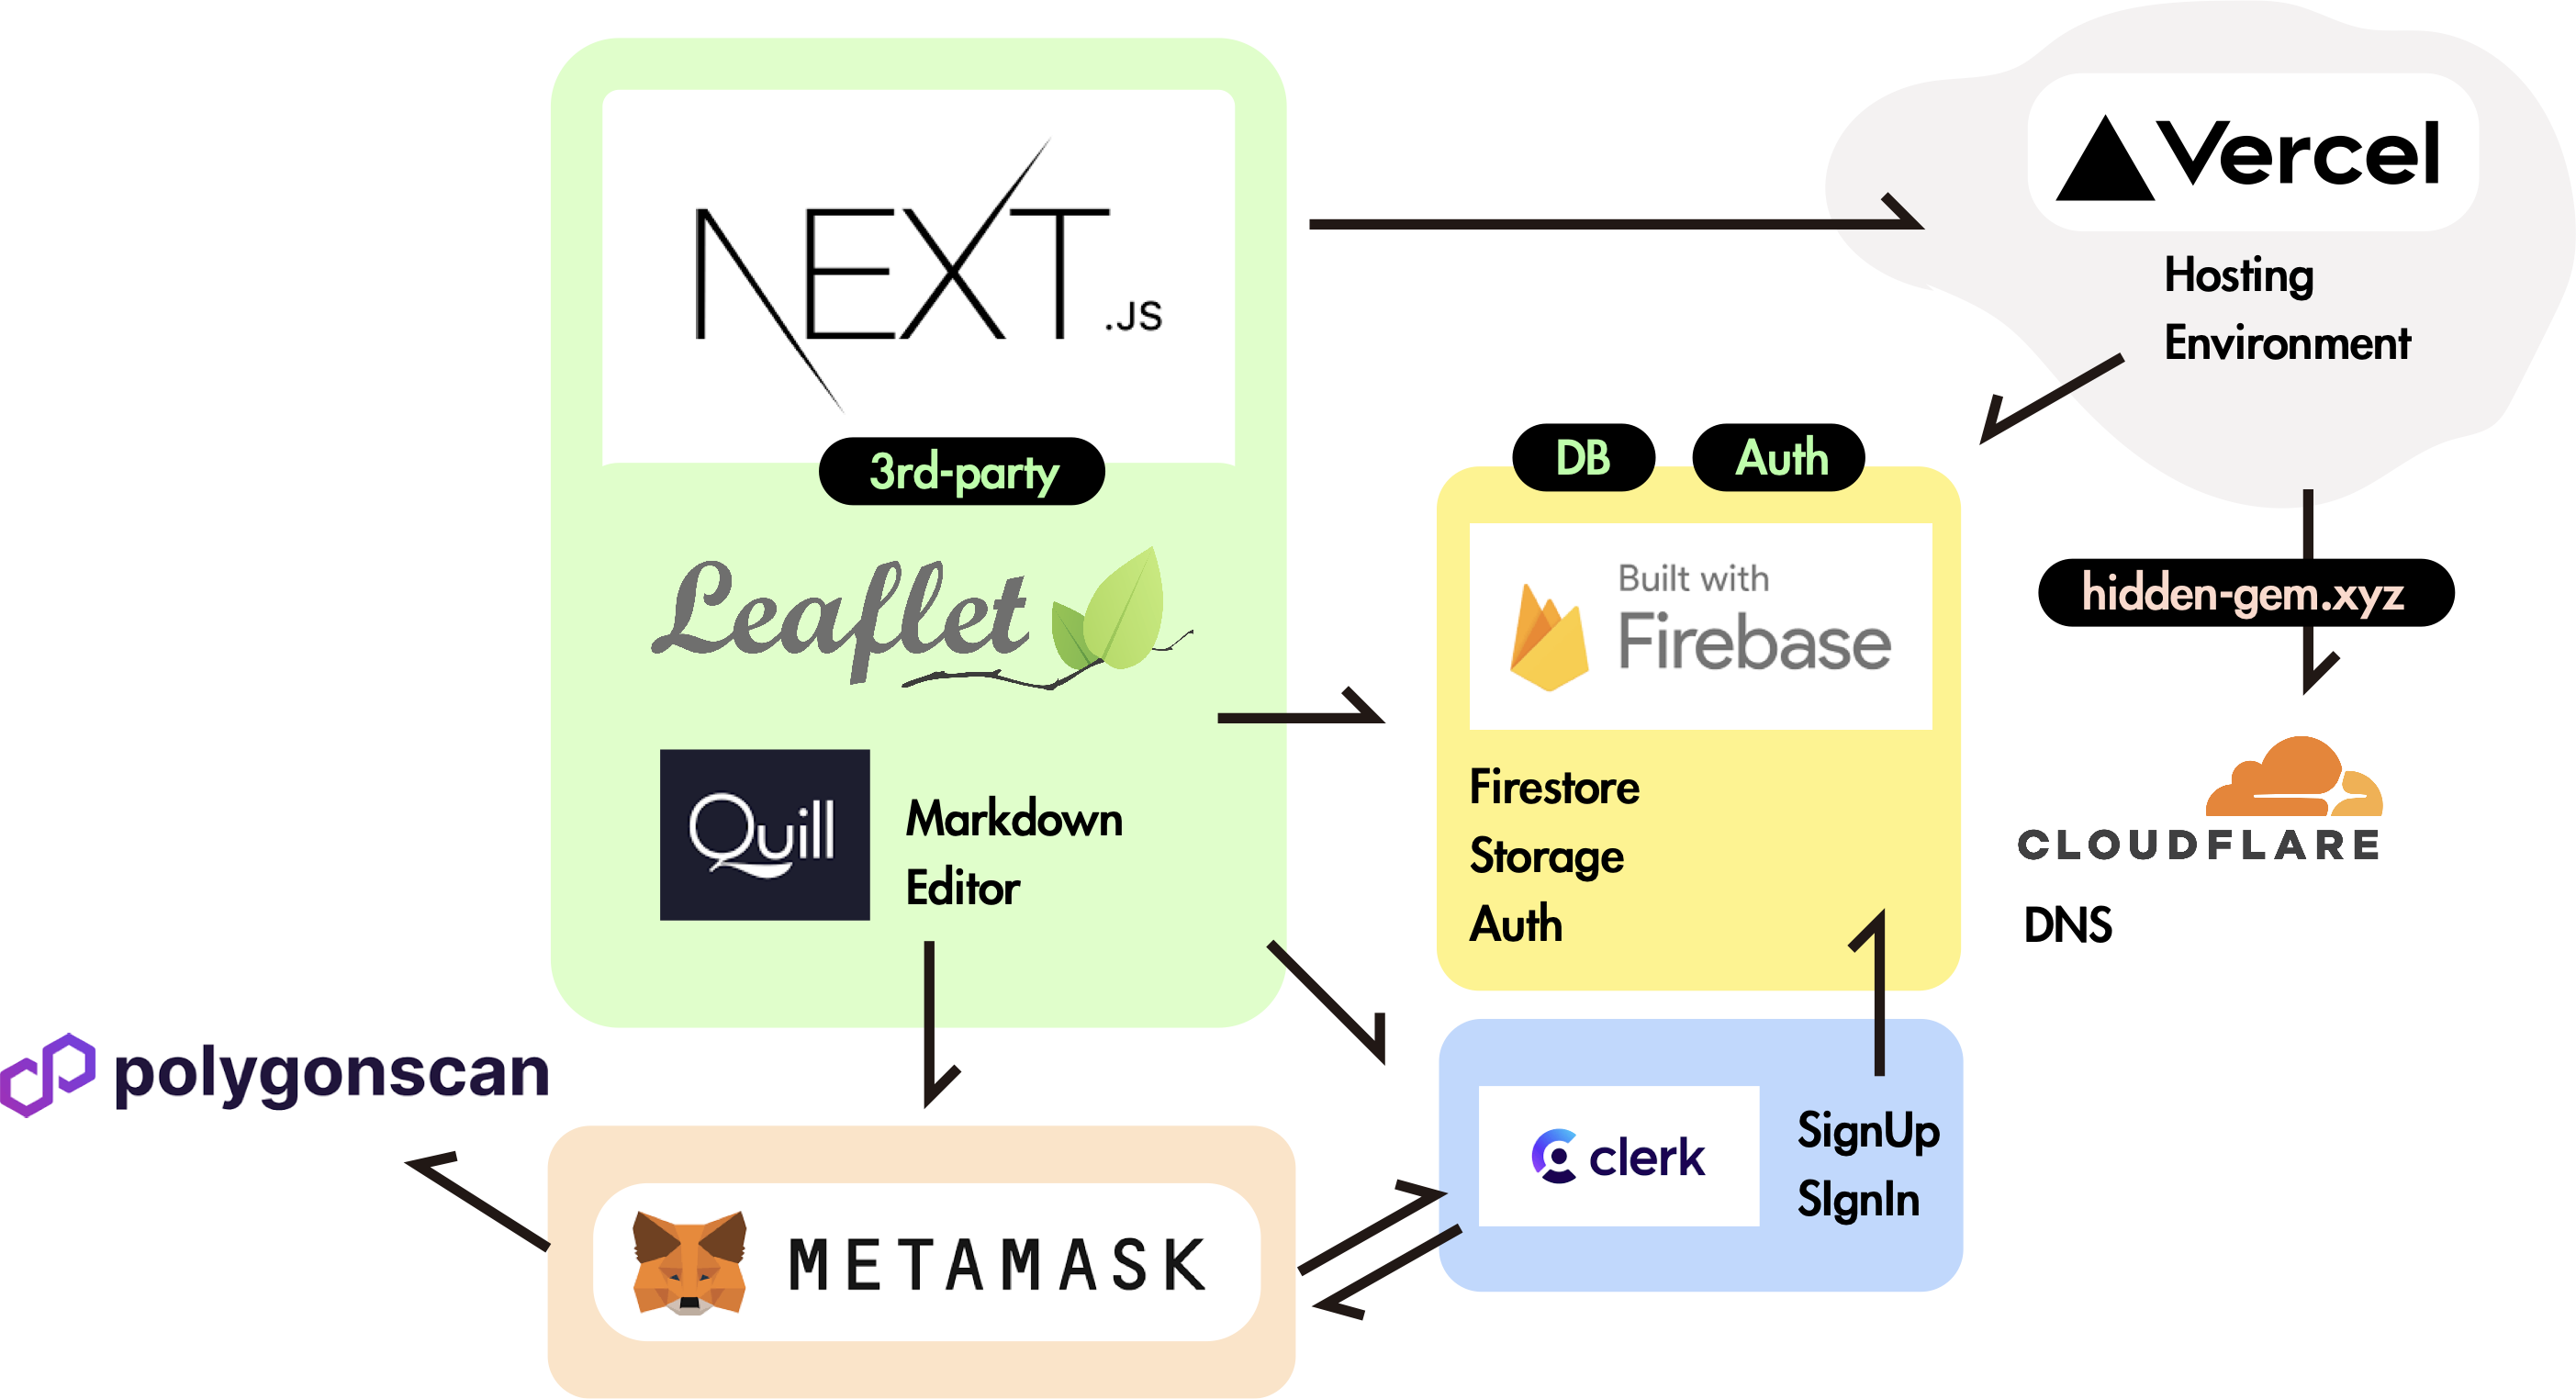 NEXT.JS
3rd-party
Leaflet
Quill
Markdown
Editor
Vercel
Hosting
Environment
DB
Auth
Built with
Firebase
Firestore
Storage
Auth
hidden-gem.xyz
CLOUDFLARE
DNS
polygonscan
METAMASK
clerk
SignUp
SIgnIn